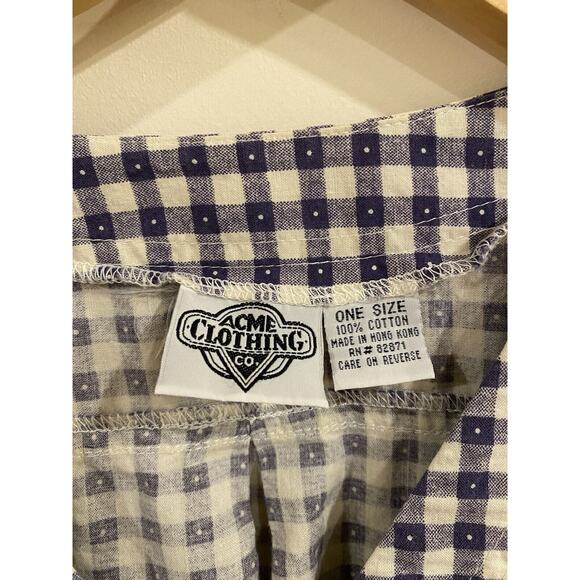 ACME
CLOTHING
CO.
ONE SIZE
100% COTTON
MADE IN HONG KONG
RN# 82871
CARE ON REVERSE